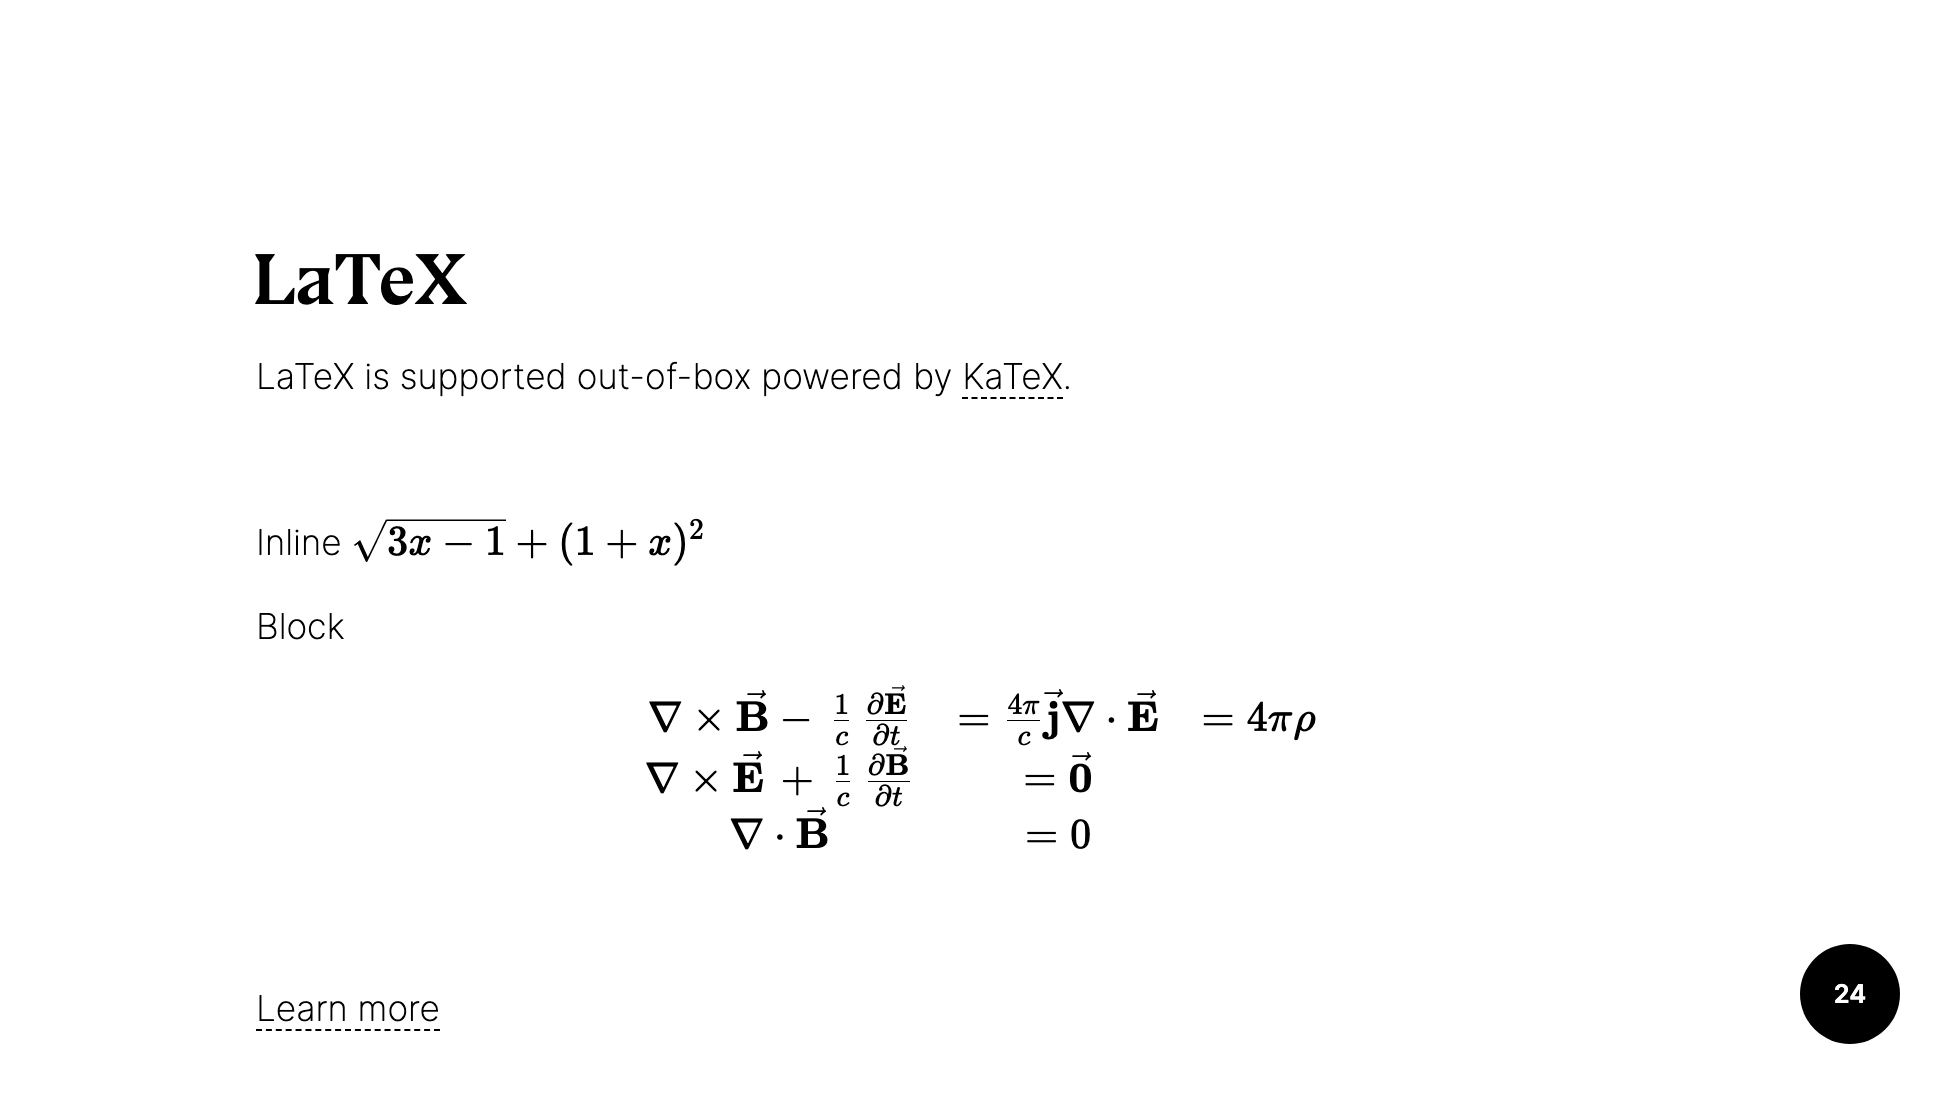 LaTeX
LaTeX is supported out-of-box powered by KaTeX.
Inline $\sqrt{3x-1}+(1+x)^2$
Block
$\nabla \times \vec{\mathbf{B}} - \frac{1}{c} \frac{\partial\vec{\mathbf{E}}}{\partial t} = \frac{4\pi}{c}\vec{\mathbf{j}} \nabla \cdot \vec{\mathbf{E}} = 4 \pi \rho$
$\nabla \times \vec{\mathbf{E}} + \frac{1}{c} \frac{\partial\vec{\mathbf{B}}}{\partial t} = \vec{\mathbf{0}}$
$\nabla \cdot \vec{\mathbf{B}} = 0$
Learn more
24